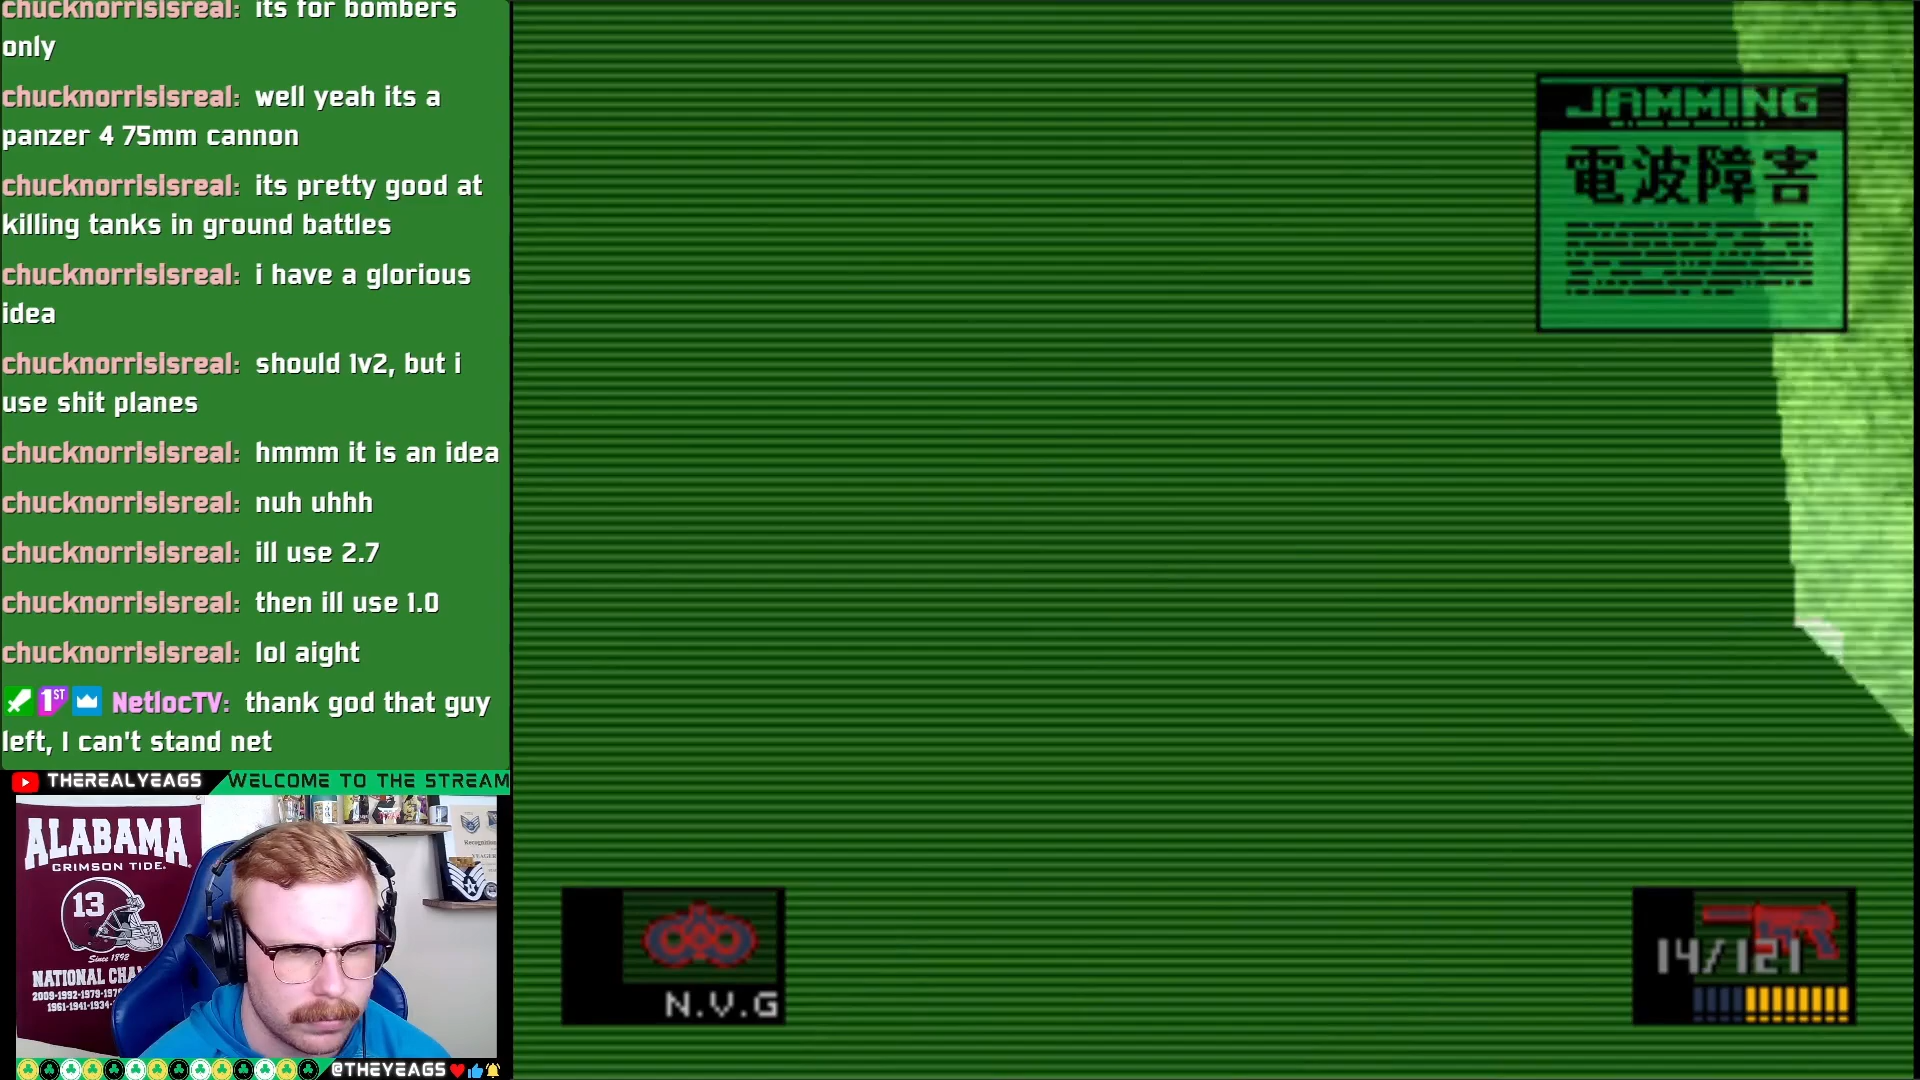 chucknorrisisreal: its for bombers
only
chucknorrisisreal: well yeah its a
panzer 4 75mm cannon
chucknorrisisreal: its pretty good at
killing tanks in ground battles
chucknorrisisreal: i have a glorious
idea
chucknorrisisreal: should 1v2, but i
use shit planes
chucknorrisisreal: hmmm it is an idea
chucknorrisisreal: nuh uhhh
chucknorrisisreal: ill use 2.7
chucknorrisisreal: then ill use 1.0
chucknorrisisreal: lol aight
1ST NetlocTV: thank god that guy
left, I can't stand net
THEREALYEAGS WELCOME TO THE STREAM
ALABAMA
CRIMSON TIDE
13
Since 1892
NATIONAL CHA
Recognition
YEAGER
@THEYEAGS
JAMMING
電波障害
N.V.G
14/121